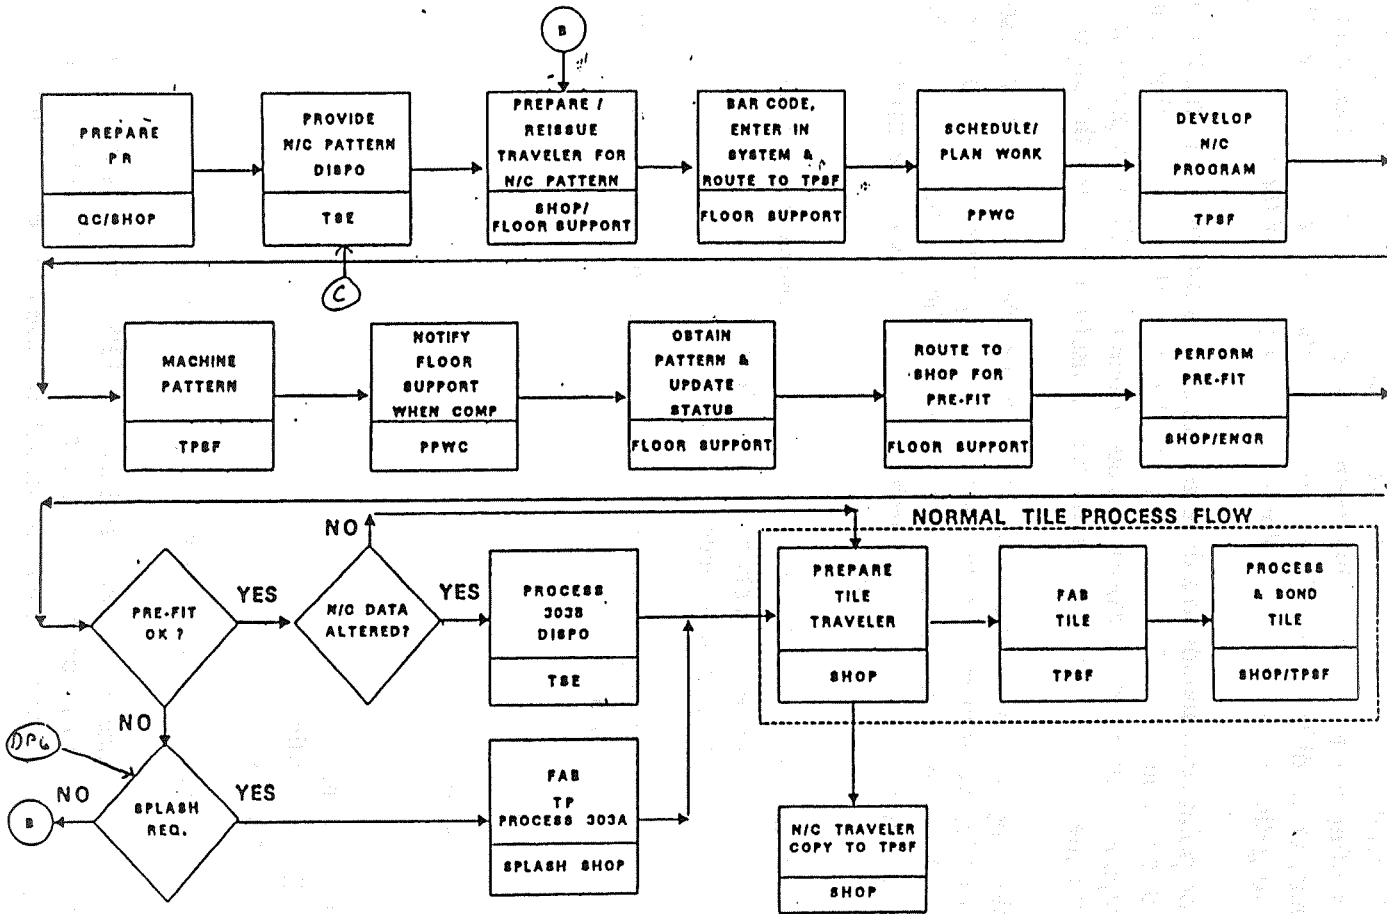 B
PREPARE
PR
QC/SHOP
PROVIDE
N/C PATTERN
DISPO
TSE
PREPARE /
REISSUE
TRAVELER FOR
N/C PATTERN
SHOP/
FLOOR SUPPORT
BAR CODE,
ENTER IN
SYSTEM &
ROUTE TO TPSF
FLOOR SUPPORT
SCHEDULE/
PLAN WORK
PPWC
DEVELOP
N/C
PROGRAM
TPSF
C
MACHINE
PATTERN
TPSF
NOTIFY
FLOOR
SUPPORT
WHEN COMP
PPWC
OBTAIN
PATTERN &
UPDATE
STATUS
FLOOR SUPPORT
ROUTE TO
SHOP FOR
PRE-FIT
FLOOR SUPPORT
PERFORM
PRE-FIT
SHOP/ENGR
PRE-FIT
OK ?
YES
NO
N/C DATA
ALTERED?
NO
YES
PROCESS
303B
DISPO
TSE
NORMAL TILE PROCESS FLOW
PREPARE
TILE
TRAVELER
SHOP
FAB
TILE
TPSF
PROCESS
& BOND
TILE
SHOP/TPSF
DP6
SPLASH
REQ.
NO
B
YES
FAB
TP
PROCESS 303A
SPLASH SHOP
N/C TRAVELER
COPY TO TPSF
SHOP